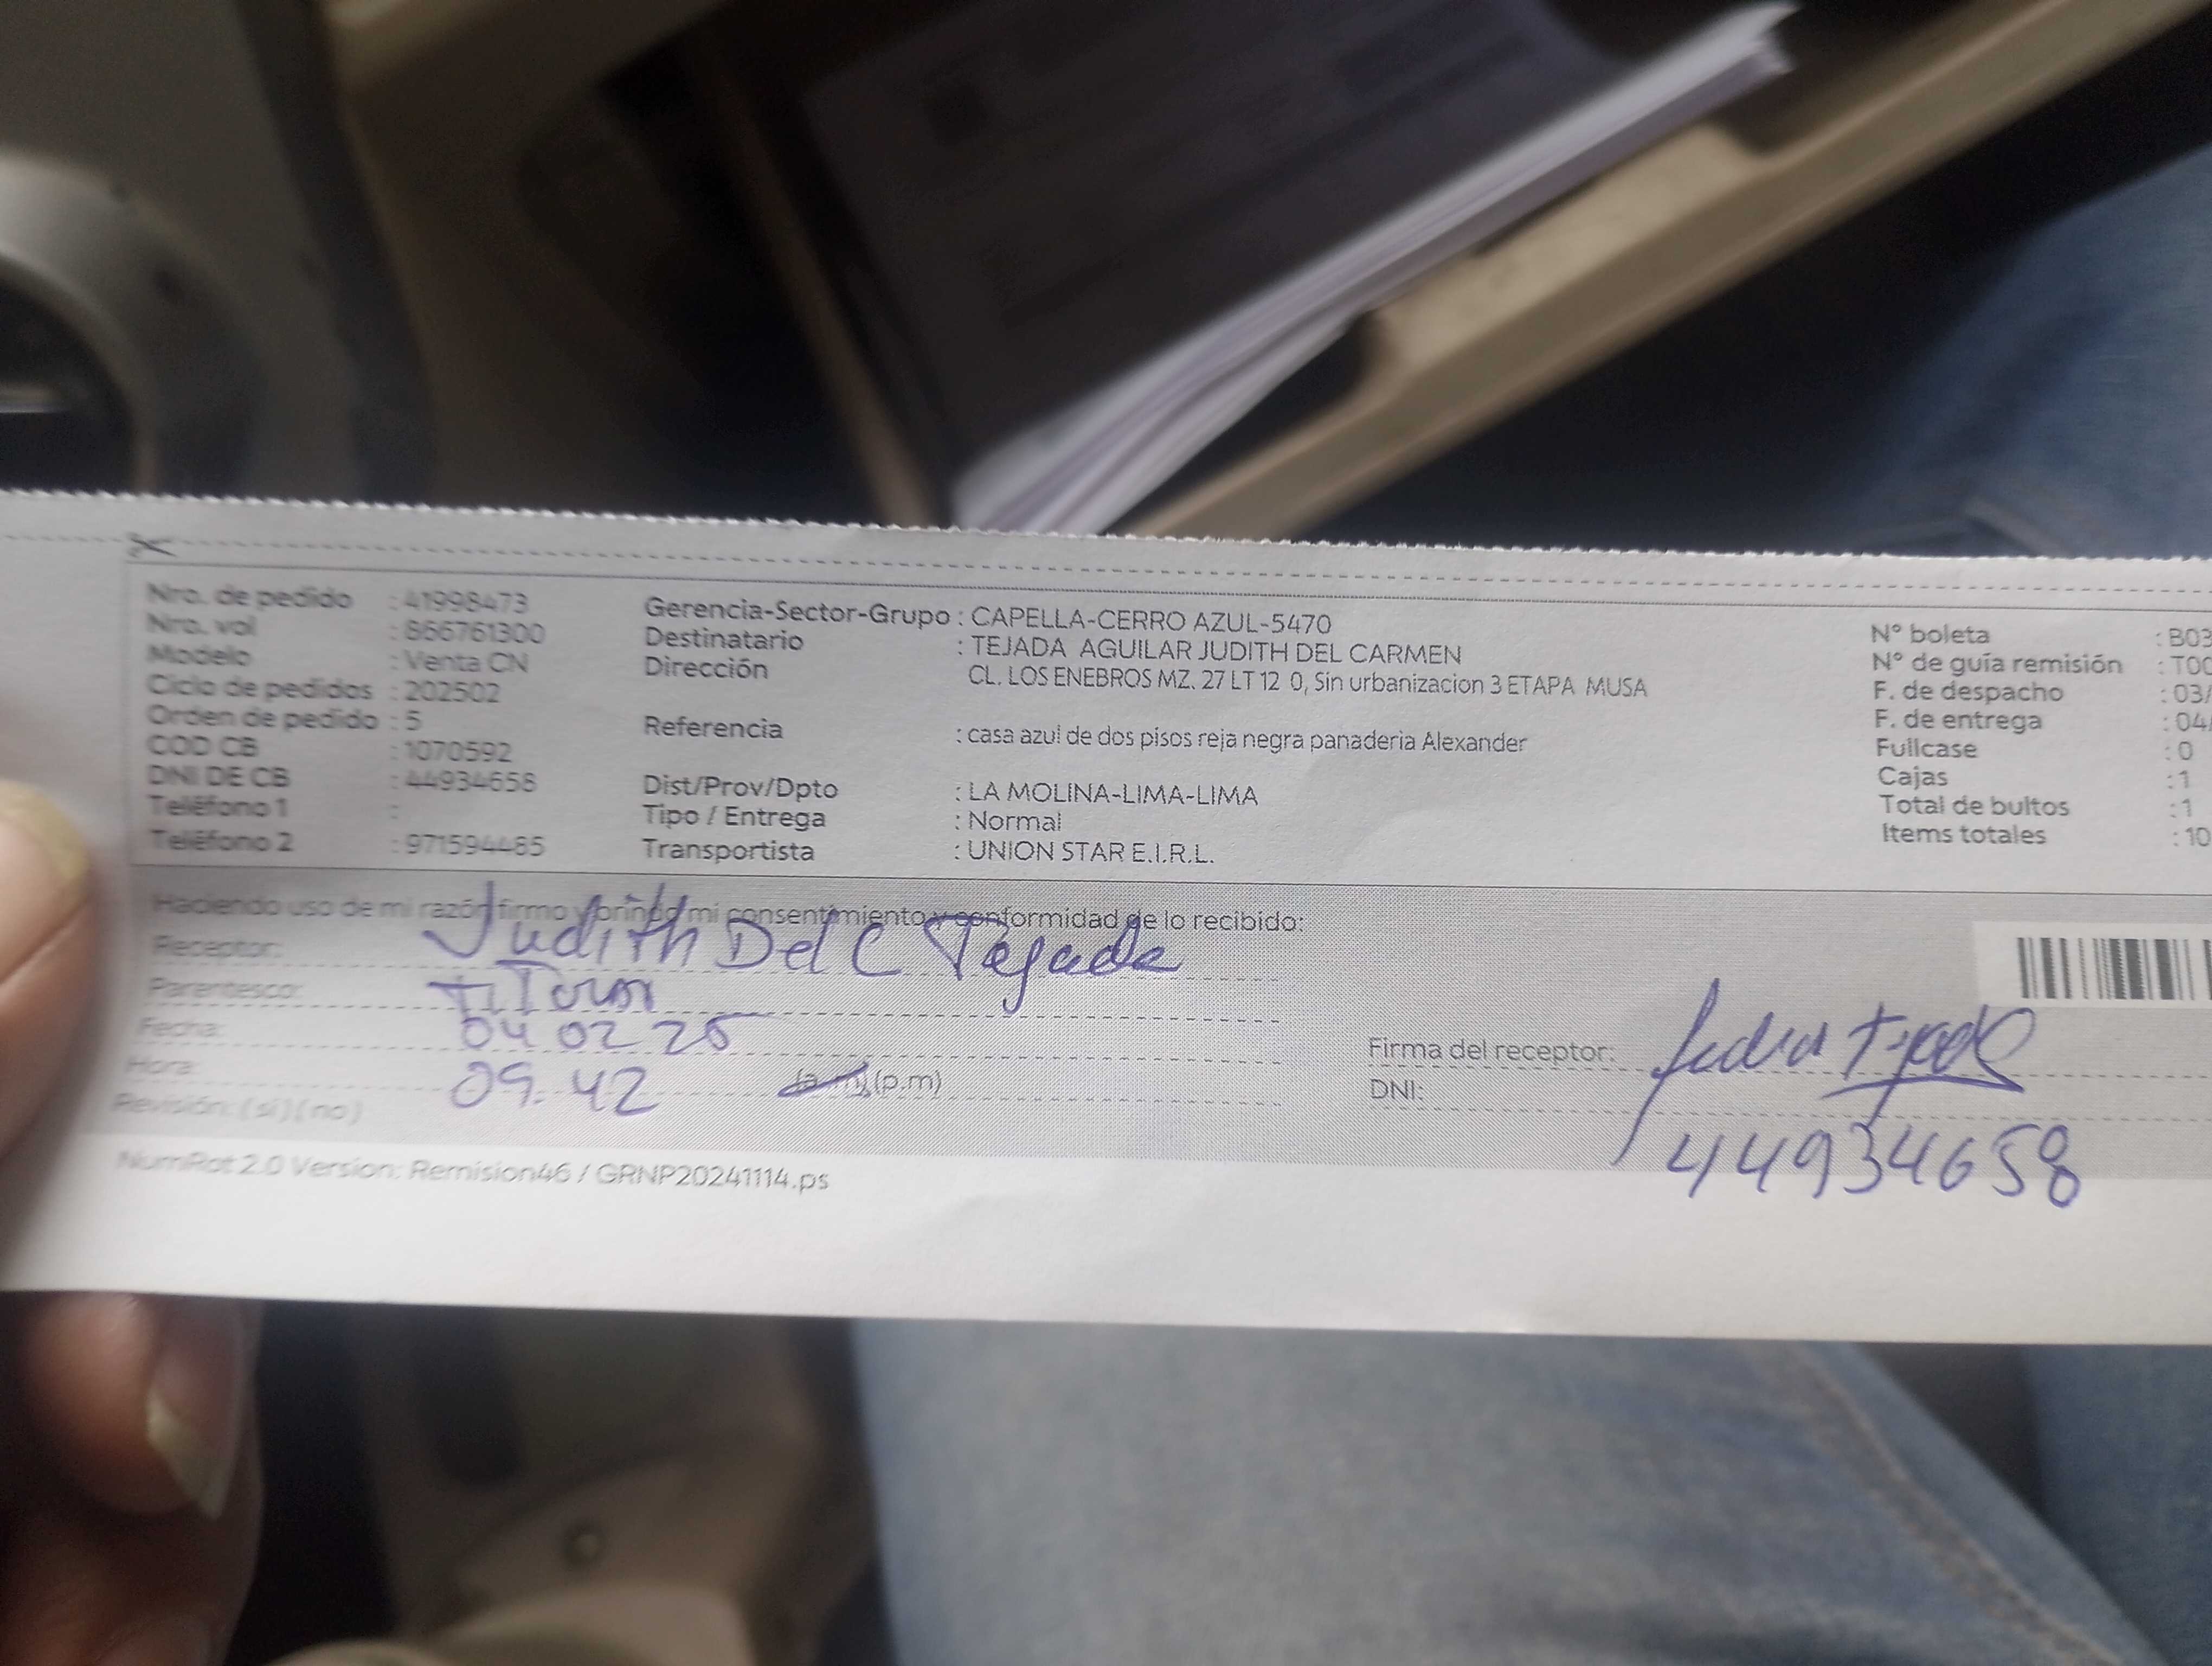 Nro. de pedido : 41998473
Nro. vol : 866761300
Modelo : Venta CN
Ciclo de pedidos : 202502
Orden de pedido : 5
COD CB : 1070592
DNI DE CB : 44934658
Teléfono 1 :
Teléfono 2 : 971594485
Gerencia-Sector-Grupo : CAPELLA-CERRO AZUL-5470
Destinatario : TEJADA AGUILAR JUDITH DEL CARMEN
Dirección CL. LOS ENEBROS MZ. 27 LT 12 0, Sin urbanizacion 3 ETAPA MUSA
Referencia : casa azul de dos pisos reja negra panaderia Alexander
Dist/Prov/Dpto : LA MOLINA-LIMA-LIMA
Tipo / Entrega : Normal
Transportista : UNION STAR E.I.R.L.
N° boleta : B03
N° de guía remisión : T00
F. de despacho : 03/
F. de entrega : 04/
Fullcase : 0
Cajas : 1
Total de bultos : 1
Items totales : 10
Haciendo uso de mi razón firmo y brindo mi consentimiento y conformidad de lo recibido:
Receptor: Judith Del C Tejada
Parentesco:
Fecha: 04 02 25
Hora: 09.42 (a.m) (p.m)
Revisión: (si) (no)
Firma del receptor: Tejada
DNI: 44934658
NumRot 2.0 Version: Remision46 / GRNP20241114.ps